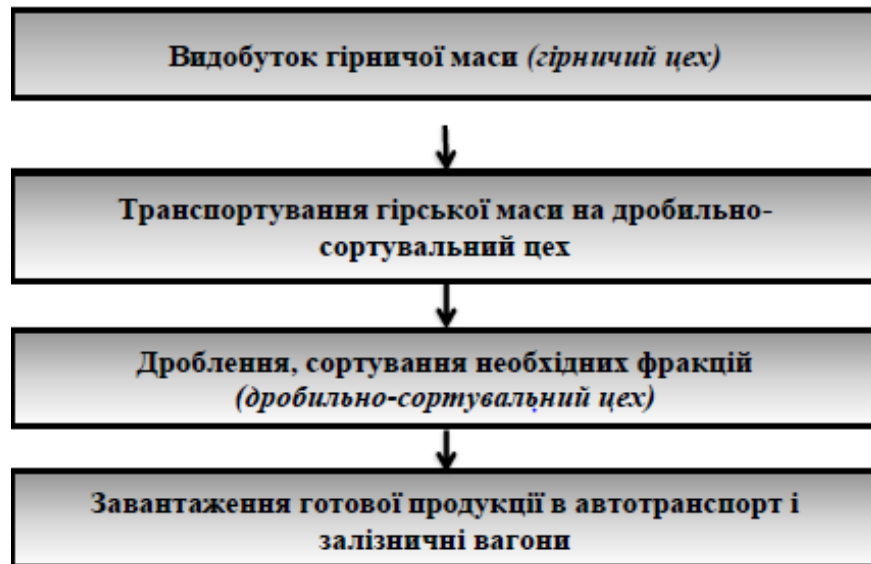 Видобуток гірничої маси (гірничий цех)
Транспортування гірської маси на дробильно-
сортувальний цех
Дроблення, сортування необхідних фракцій
(дробильно-сортувальний цех)
Завантаження готової продукції в автотранспорт і
залізничні вагони